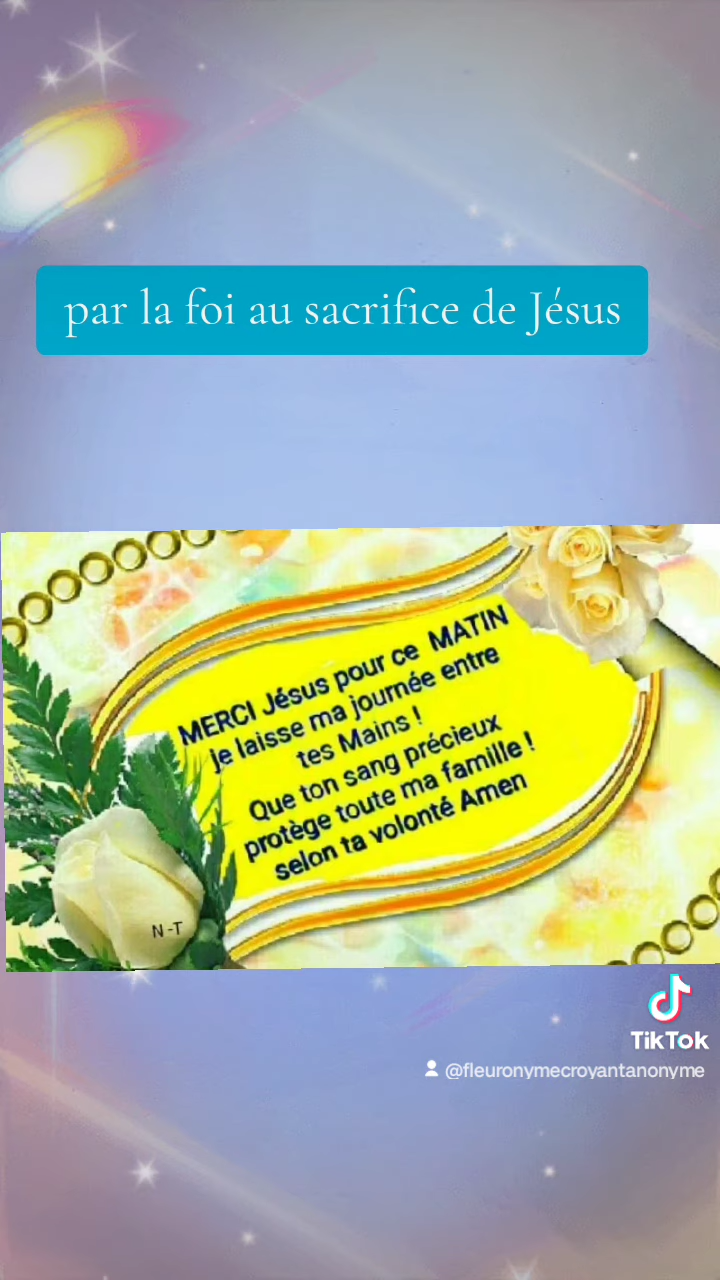 par la foi au sacrifice de Jésus
MERCI Jésus pour ce MATIN
je laisse ma journée entre
tes Mains !
Que ton sang précieux
protège toute ma famille !
selon ta volonté Amen
N-T
TikTok
@fleuronymecroyantanonyme